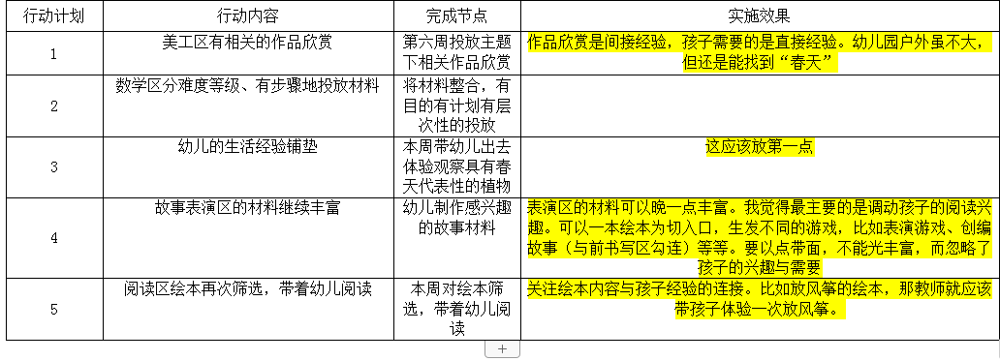 行动计划 行动内容 完成节点 实施效果
1 美工区有相关的作品欣赏 第六周投放主题
下相关作品欣赏
作品欣赏是间接经验，孩子需要的是直接经验。幼儿园户外虽不大，
但还是能找到“春天”
2 数学区分难度等级、有步骤地投放材料 将材料整合，有
目的有计划有层
次性的投放
3 幼儿的生活经验铺垫 本周带幼儿出去
体验观察具有春
天代表性的植物
这应该放第一点
4 故事表演区的材料继续丰富 幼儿制作感兴趣
的故事材料
表演区的材料可以晚一点丰富。我觉得最主要的是调动孩子的阅读兴
趣。可以一本绘本为切入口，生发不同的游戏，比如表演游戏、创编
故事（与前书写区勾连）等等。要以点带面，不能光丰富，而忽略了
孩子的兴趣与需要
5 阅读区绘本再次筛选，带着幼儿阅读 本周对绘本筛
选，带着幼儿阅
读
关注绘本内容与孩子经验的连接。比如放风筝的绘本，那教师就应该
带孩子体验一次放风筝。
+